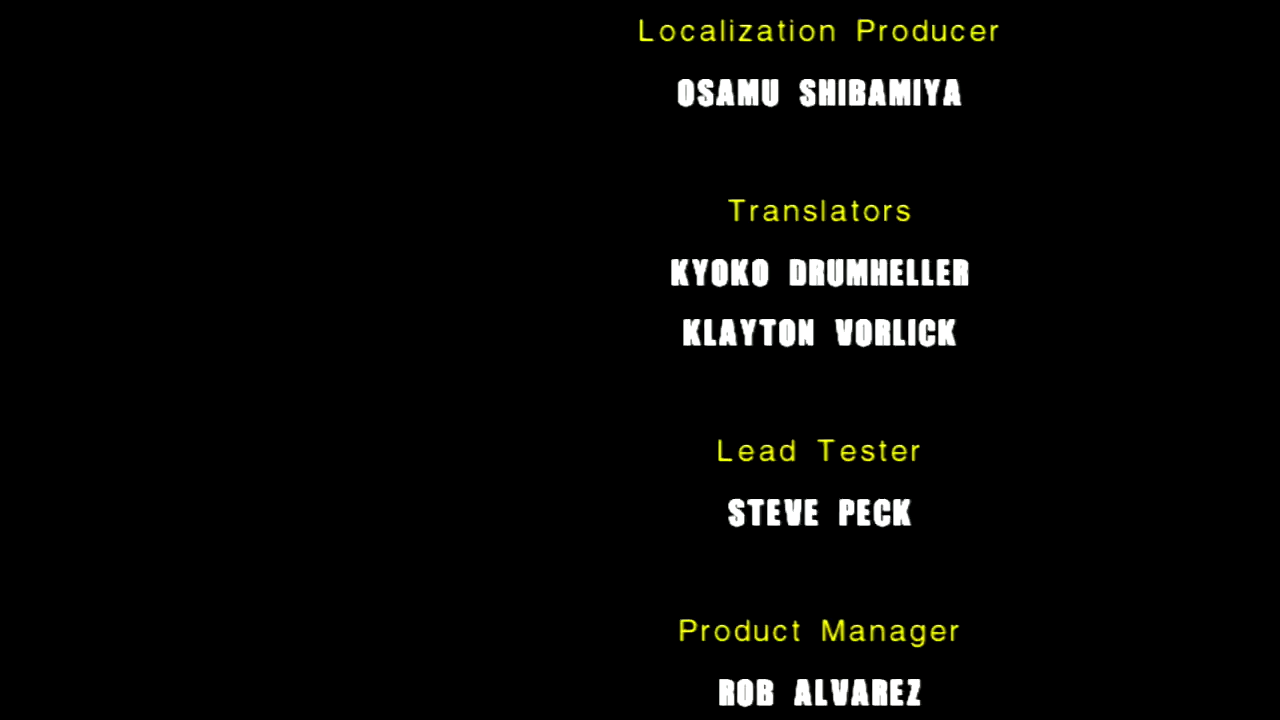 Localization Producer
OSAMU SHIBAMIYA
Translators
KYOKO DRUMHELLER
KLAYTON VORLICK
Lead Tester
STEVE PECK
Product Manager
ROB ALVAREZ